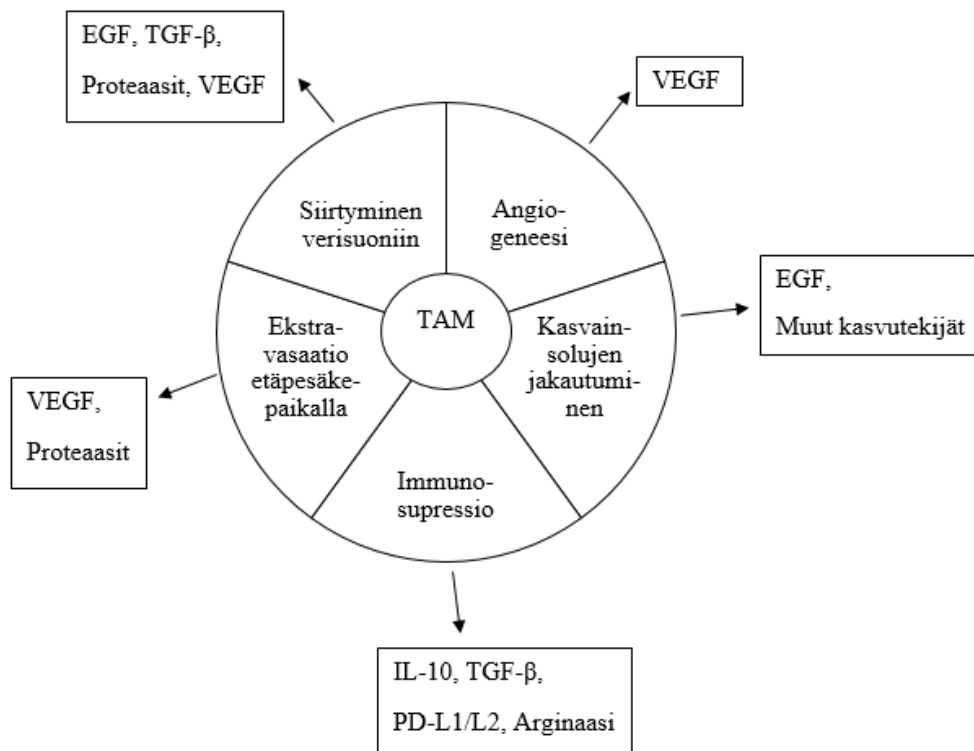 EGF, TGF-β,
Proteaasit, VEGF
VEGF
Siirtyminen
verisuoniin
Angio-
geneesi
EGF,
Muut kasvutekijät
TAM
Ekstra-
vasaatio
etäpesäke-
paikalla
Kasvain-
solujen
jakautumi-
nen
VEGF,
Proteaasit
Immuno-
supressio
IL-10, TGF-β,
PD-L1/L2, Arginaasi